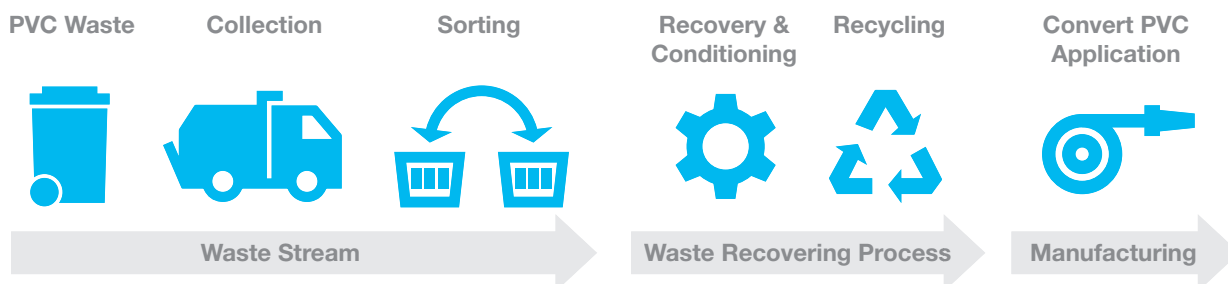 PVC Waste
Collection
Sorting
Recovery &
Conditioning
Recycling
Convert PVC
Application
Waste Stream
Waste Recovering Process
Manufacturing